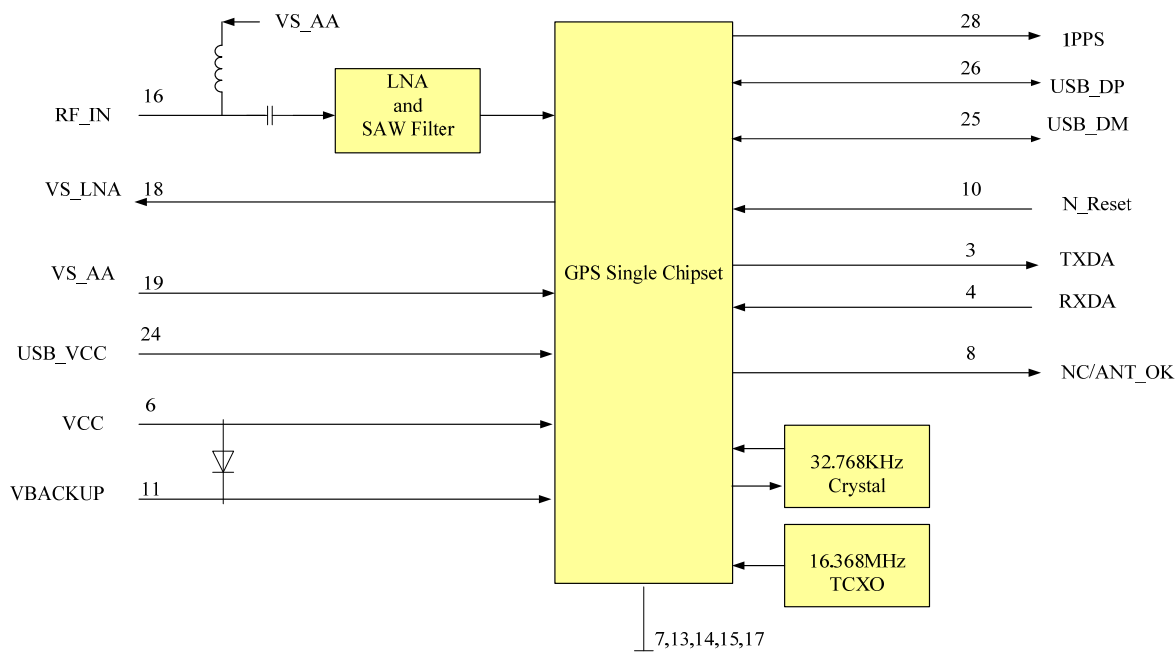 VS_AA
RF_IN
16
LNA
and
SAW Filter
VS_LNA
18
VS_AA
19
USB_VCC
24
VCC
6
VBACKUP
11
GPS Single Chipset
28
1PPS
26
USB_DP
25
USB_DM
10
N_Reset
3
TXDA
4
RXDA
8
NC/ANT_OK
32.768KHz
Crystal
16.368MHz
TCXO
7,13,14,15,17